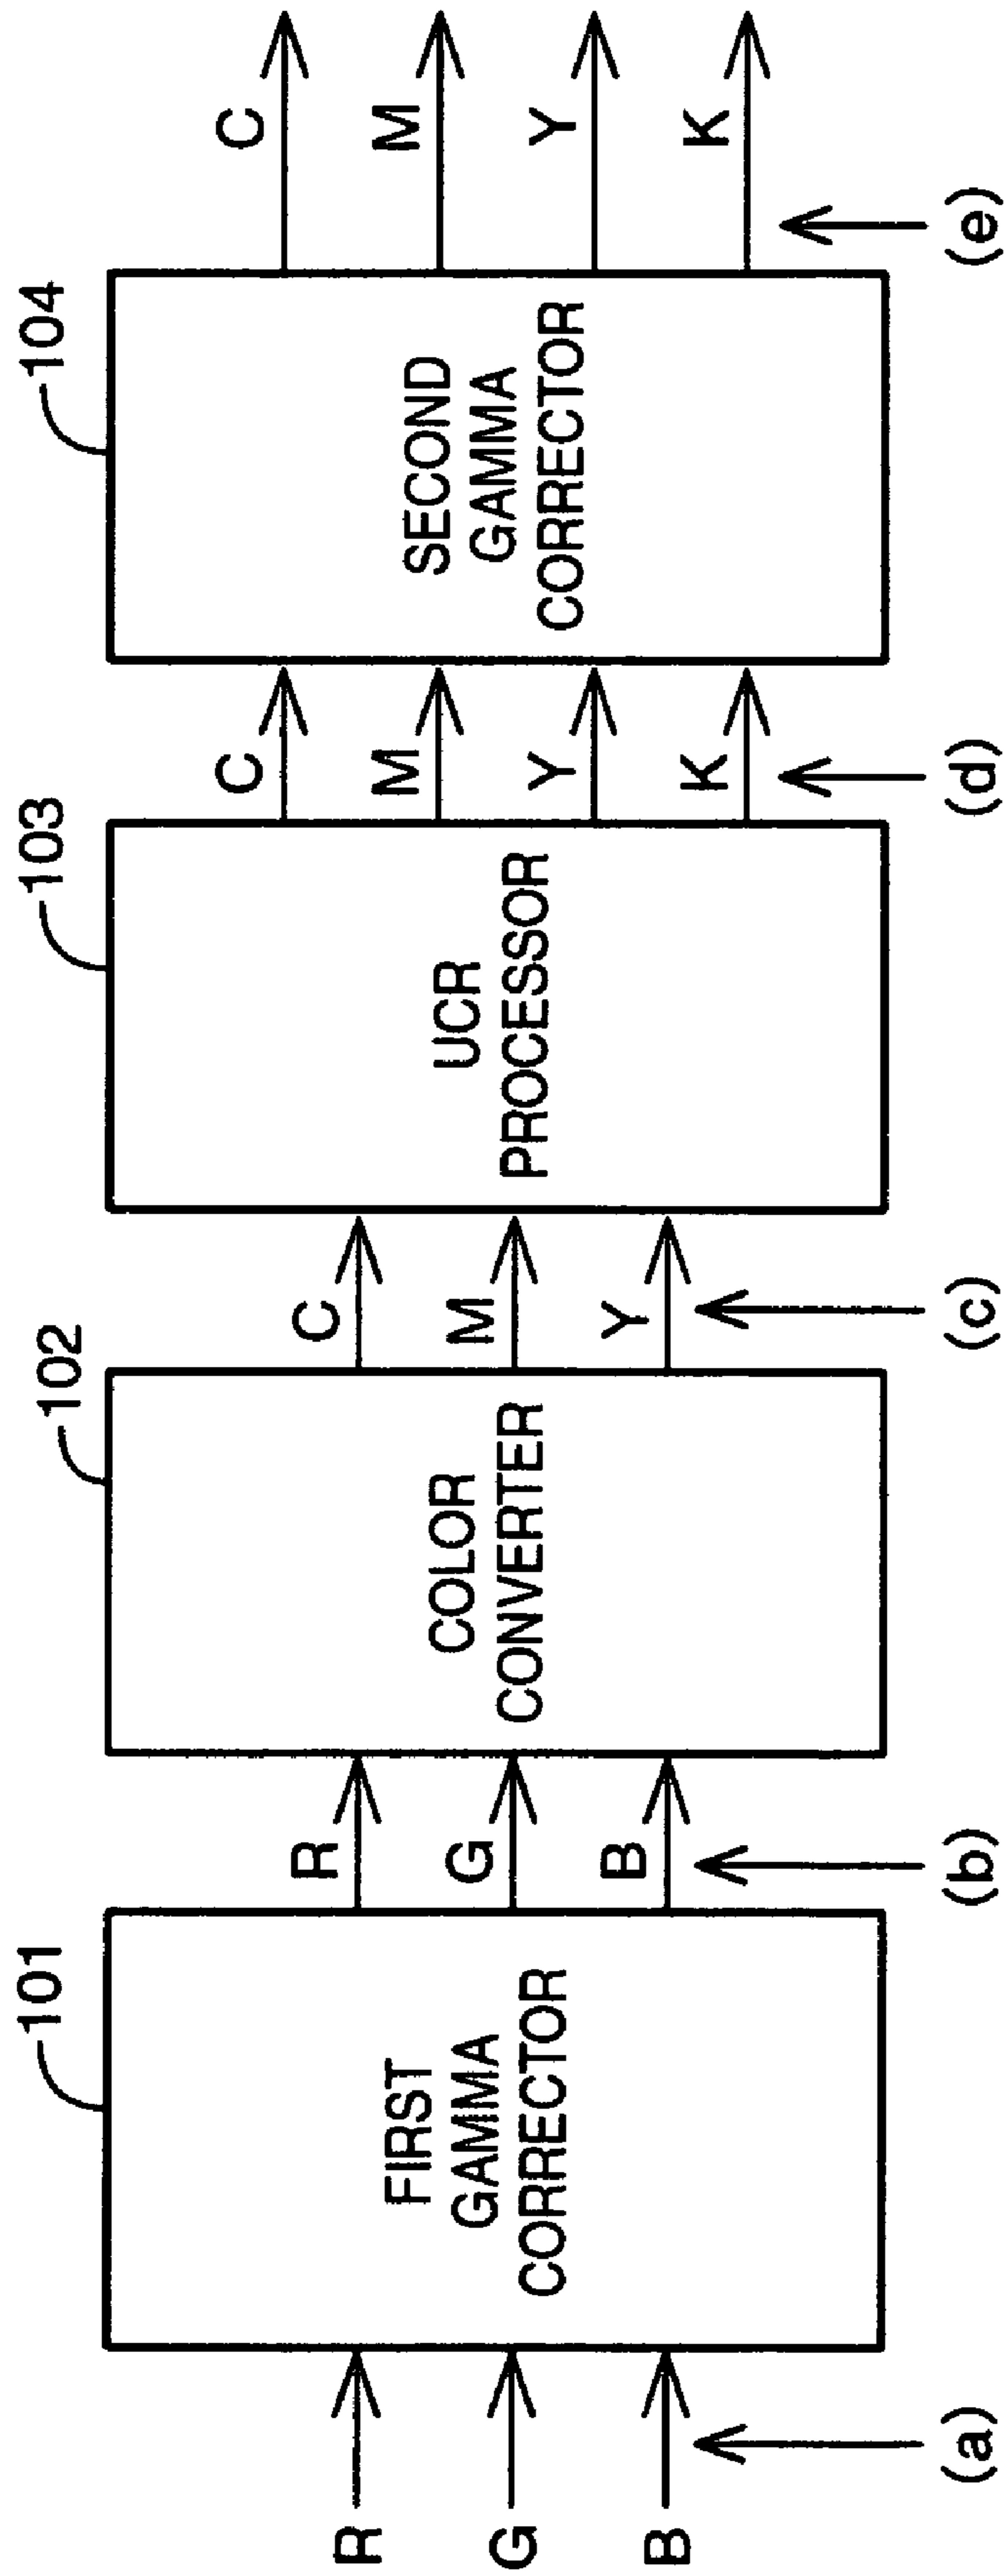 101
102
103
104
R
G
B
FIRST
GAMMA
CORRECTOR
R
G
B
COLOR
CONVERTER
C
M
Y
UCR
PROCESSOR
C
M
Y
K
SECOND
GAMMA
CORRECTOR
C
M
Y
K
(a)
(b)
(c)
(d)
(e)